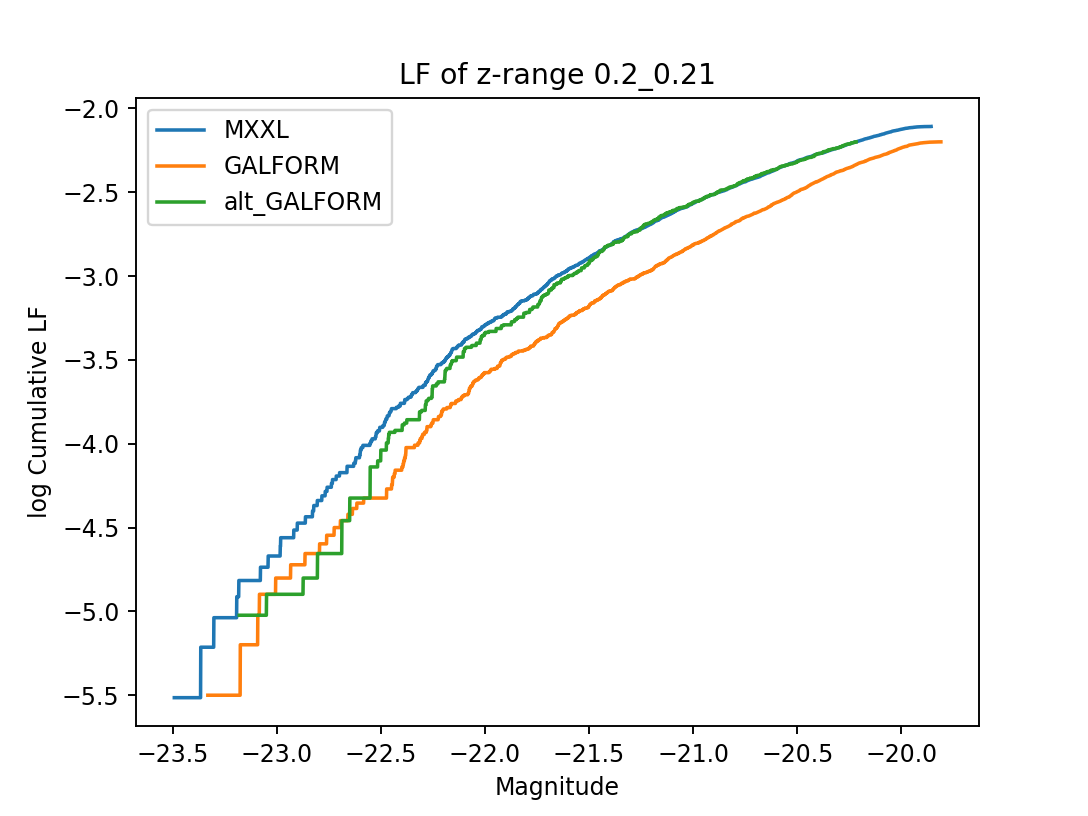 LF of z-range 0.2_0.21
MXXL
GALFORM
alt_GALFORM
log Cumulative LF
−2.0
−2.5
−3.0
−3.5
−4.0
−4.5
−5.0
−5.5
−23.5 −23.0 −22.5 −22.0 −21.5 −21.0 −20.5 −20.0
Magnitude